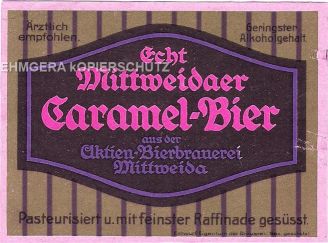 Ärztlich
empfohlen.
Geringster
Alkoholgehalt
EHMGERA KOPIERSCHUTZ
Echt
Mittweidaer
Caramel-Bier
aus der
Aktien-Bierbrauerei
Mittweida
Pasteurisiert u. mit feinster Raffinade gesüsst.